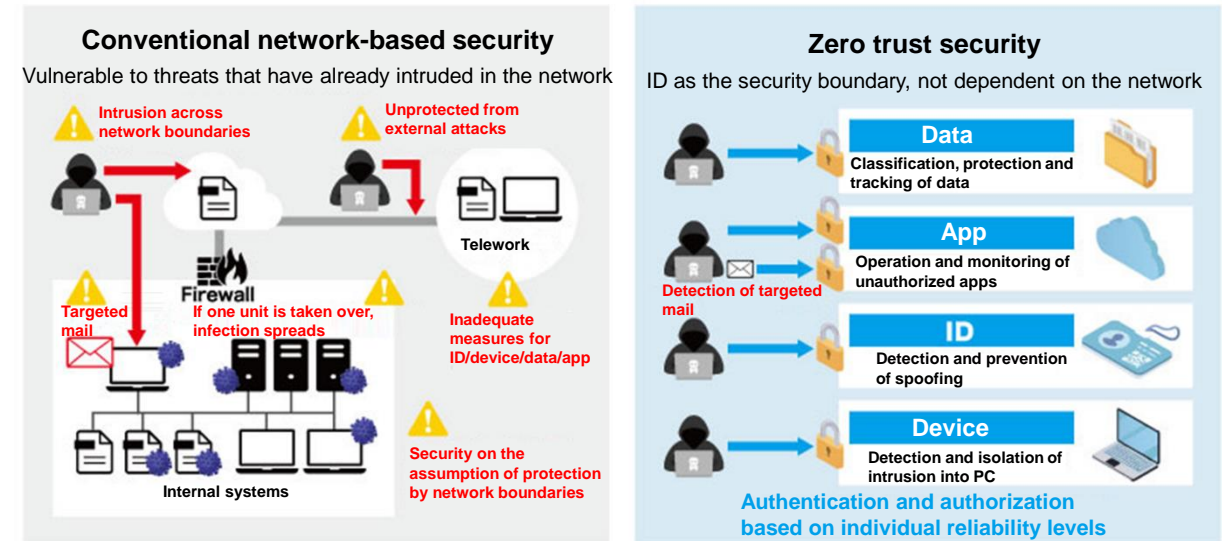 Conventional network-based security
Vulnerable to threats that have already intruded in the network
Intrusion across
network boundaries
Unprotected from
external attacks
Telework
Firewall
Targeted
mail
If one unit is taken over,
infection spreads
Inadequate
measures for
ID/device/data/app
Security on the
assumption of protection
by network boundaries
Internal systems
Zero trust security
ID as the security boundary, not dependent on the network
Data
Classification, protection and
tracking of data
App
Operation and monitoring of
unauthorized apps
Detection of targeted
mail
ID
Detection and prevention
of spoofing
Device
Detection and isolation of
intrusion into PC
Authentication and authorization
based on individual reliability levels